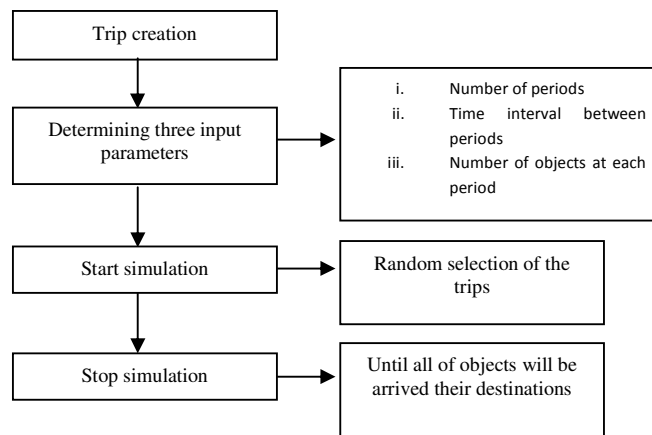 Trip creation
Determining three input
parameters
i. Number of periods
ii. Time interval between
periods
iii. Number of objects at each
period
Start simulation
Random selection of the
trips
Stop simulation
Until all of objects will be
arrived their destinations